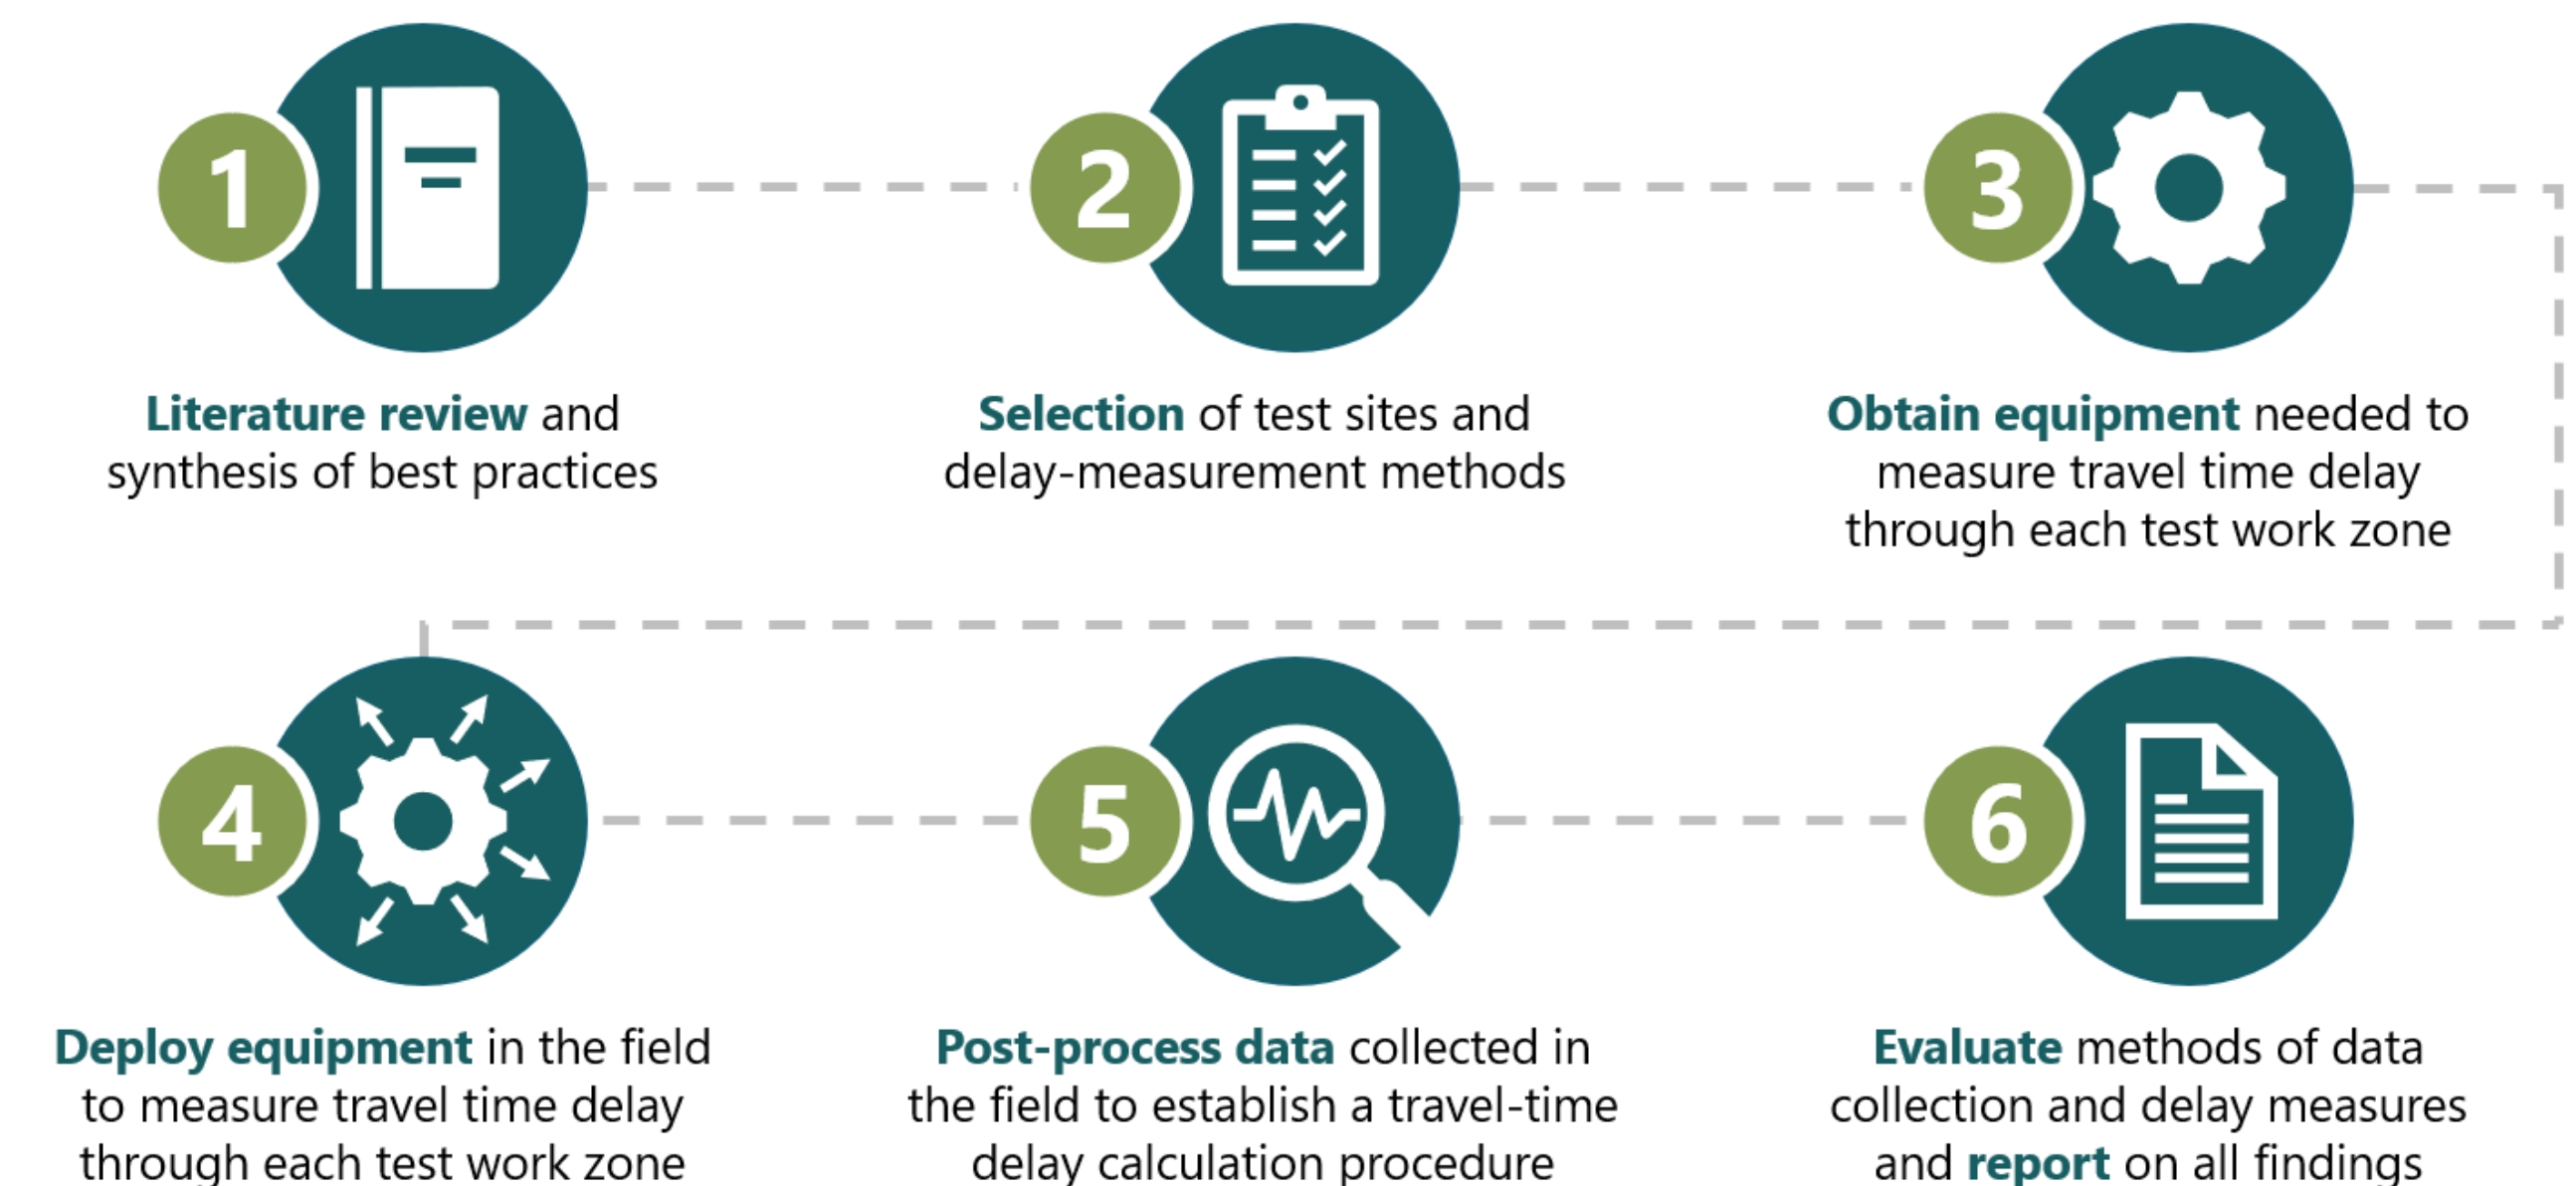 1
Literature review and
synthesis of best practices
2
Selection of test sites and
delay-measurement methods
3
Obtain equipment needed to
measure travel time delay
through each test work zone
4
Deploy equipment in the field
to measure travel time delay
through each test work zone
5
Post-process data collected in
the field to establish a travel-time
delay calculation procedure
6
Evaluate methods of data
collection and delay measures
and report on all findings